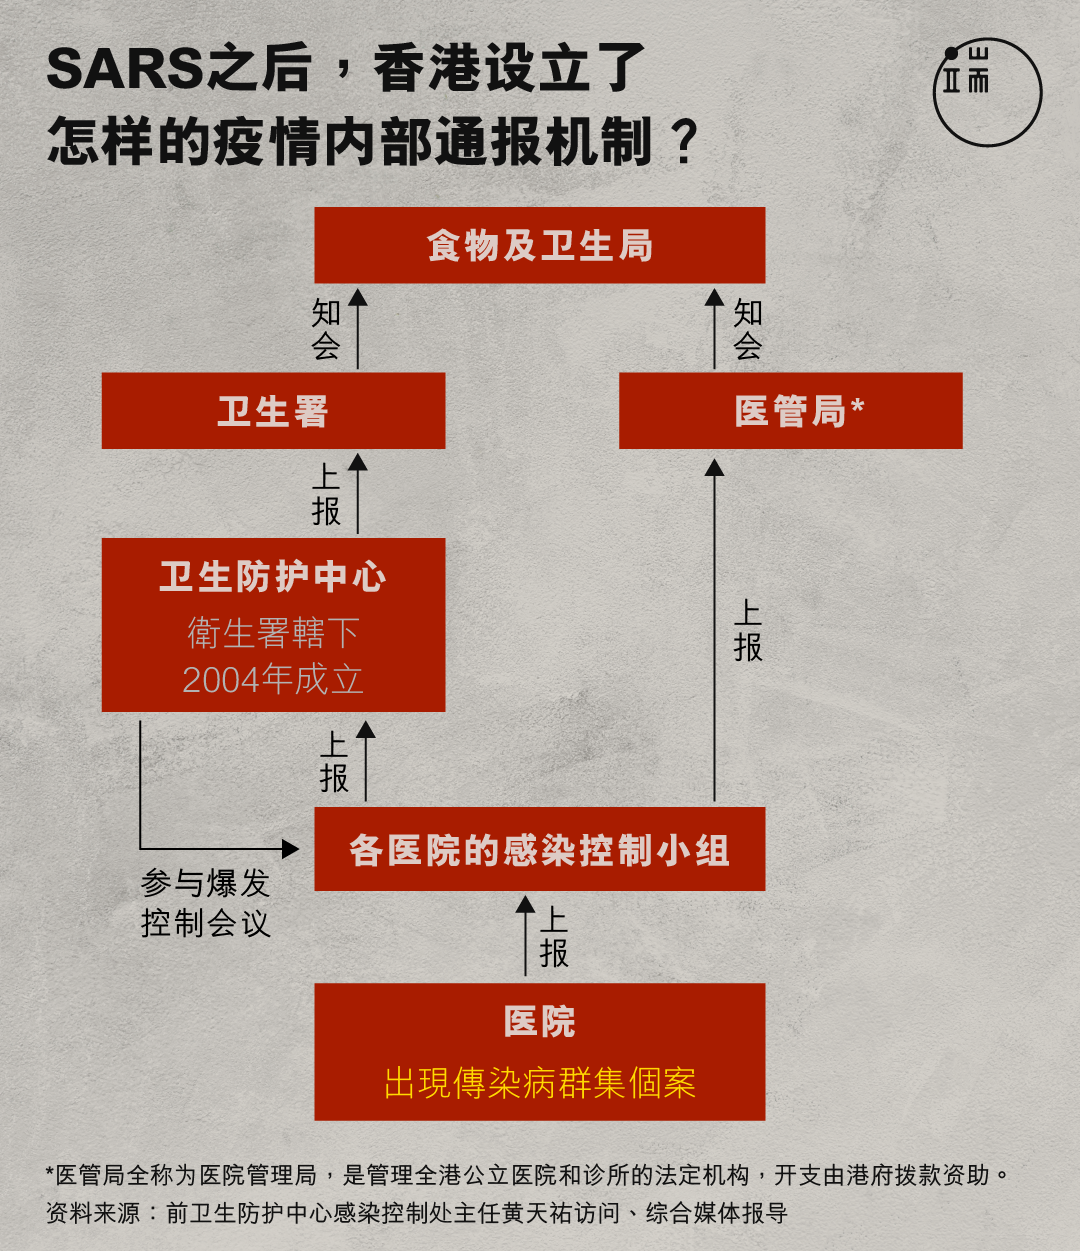 SARS之后，香港设立了
怎样的疫情内部通报机制？
端
食物及卫生局
知会
知会
卫生署
医管局*
上报
卫生防护中心
衛生署轄下
2004年成立
上报
上报
各医院的感染控制小组
参与爆发
控制会议
上报
医院
出現傳染病群集個案
*医管局全称为医院管理局，是管理全港公立医院和诊所的法定机构，开支由港府拨款资助。
资料来源：前卫生防护中心感染控制处主任黄天祐访问、综合媒体报导